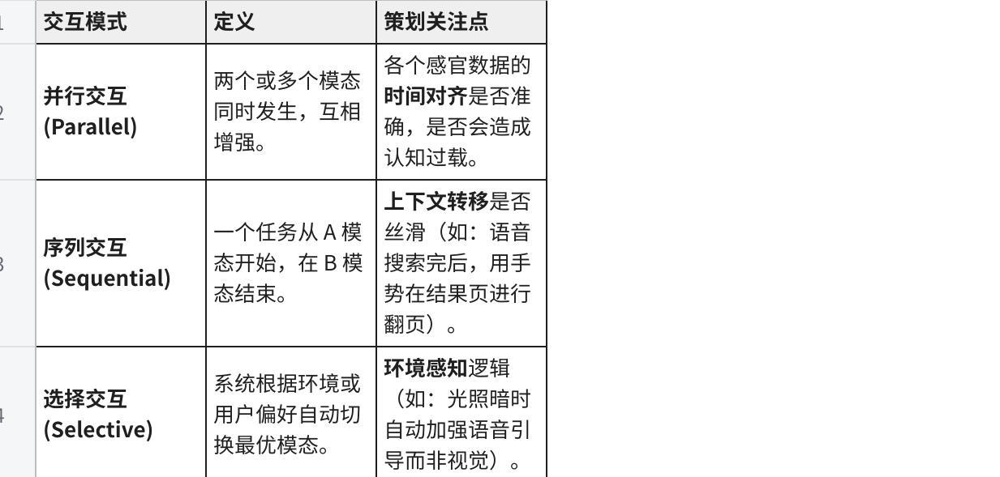 交互模式
定义
策划关注点
并行交互
(Parallel)
两个或多个模态
同时发生，互相
增强。
各个感官数据的
时间对齐是否准
确，是否会造成
认知过载。
序列交互
(Sequential)
一个任务从 A 模
态开始，在 B 模
态结束。
上下文转移是否
丝滑（如：语音
搜索完后，用手
势在结果页进行
翻页）。
选择交互
(Selective)
系统根据环境或
用户偏好自动切
换最优模态。
环境感知逻辑
（如：光照暗时
自动加强语音引
导而非视觉）。